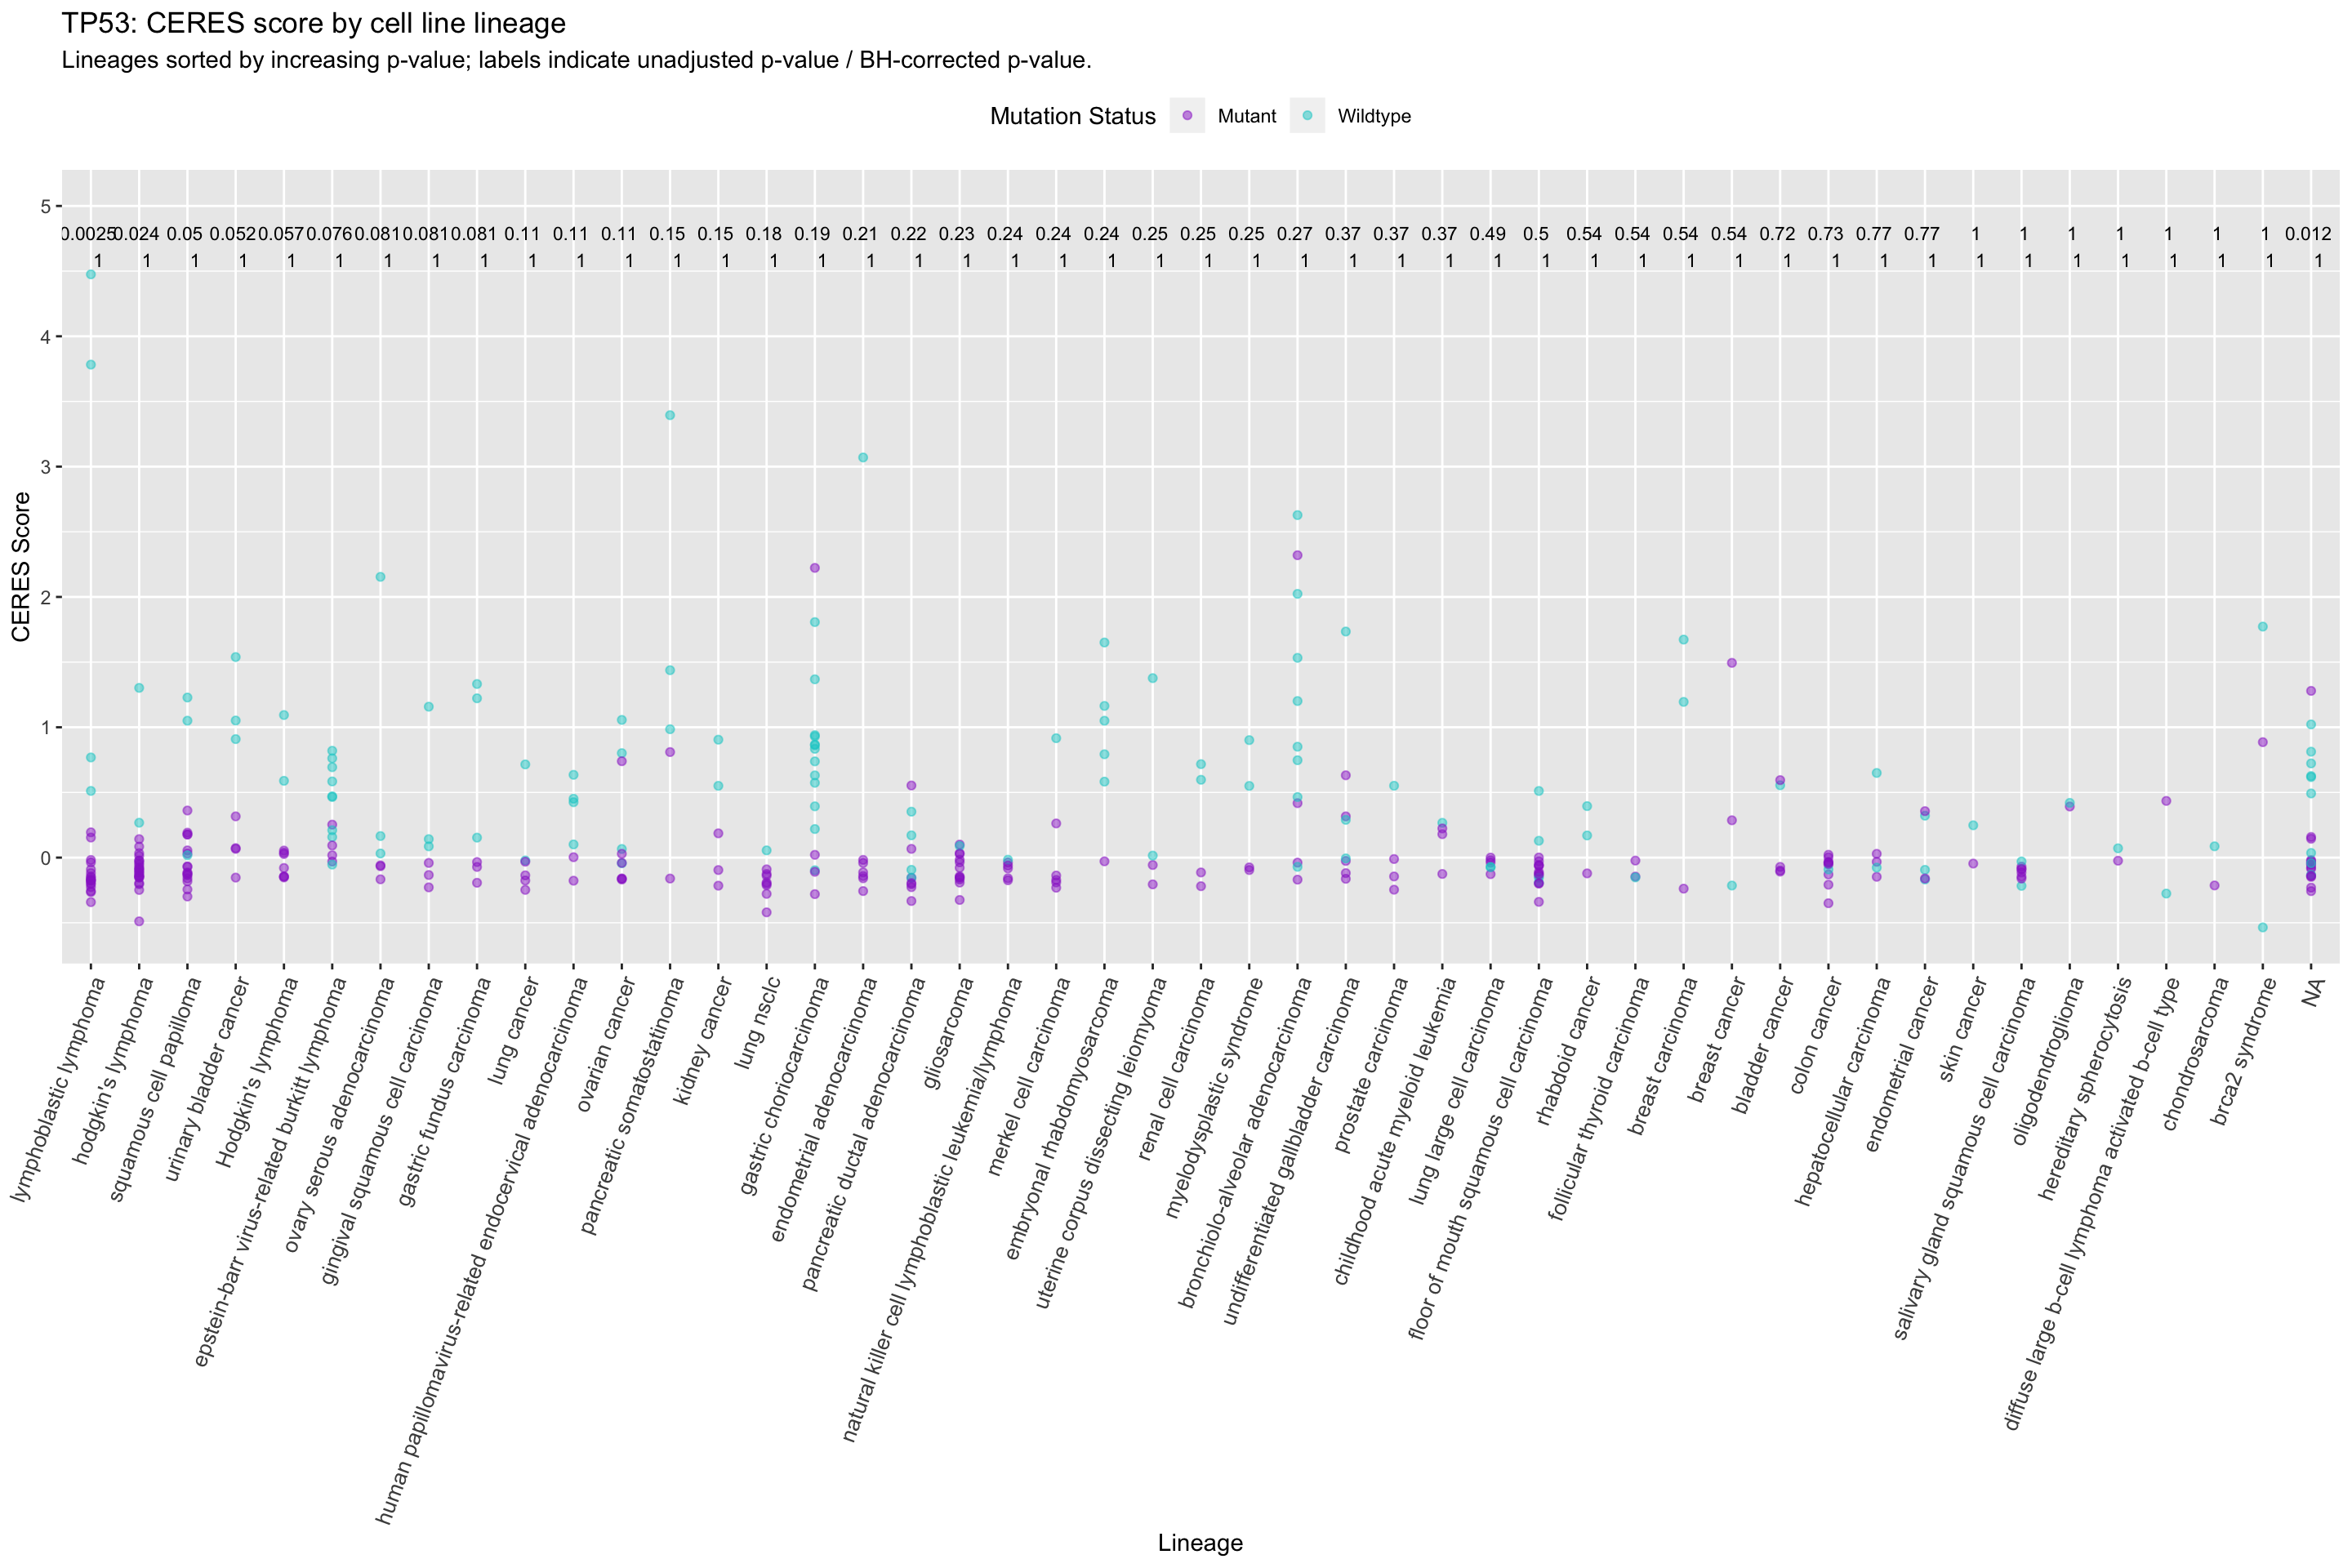 TP53: CERES score by cell line lineage
Lineages sorted by increasing p-value; labels indicate unadjusted p-value / BH-corrected p-value.
Mutation Status Mutant Wildtype
5
0.0025 0.024 0.05 0.052 0.057 0.076 0.081 0.081 0.081 0.11 0.11 0.11 0.15 0.15 0.18 0.19 0.21 0.22 0.23 0.24 0.24 0.24 0.25 0.25 0.25 0.27 0.37 0.37 0.37 0.49 0.5 0.54 0.54 0.54 0.54 0.72 0.73 0.77 0.77 1 1 1 1 1 1 1 0.012
1 1 1 1 1 1 1 1 1 1 1 1 1 1 1 1 1 1 1 1 1 1 1 1 1 1 1 1 1 1 1 1 1 1 1 1 1 1 1 1 1 1 1 1 1 1 1
4
3
2
1
0
CERES Score
lymphoblastic lymphoma
hodgkin's lymphoma
squamous cell papilloma
urinary bladder cancer
Hodgkin's lymphoma
epstein-barr virus-related burkitt lymphoma
ovary serous adenocarcinoma
gingival squamous cell carcinoma
gastric fundus carcinoma
lung cancer
human papillomavirus-related endocervical adenocarcinoma
ovarian cancer
pancreatic somatostatinoma
kidney cancer
lung nsclc
gastric choriocarcinoma
endometrial adenocarcinoma
pancreatic ductal adenocarcinoma
gliosarcoma
natural killer cell lymphoblastic leukemia/lymphoma
merkel cell carcinoma
embryonal rhabdomyosarcoma
uterine corpus dissecting leiomyoma
renal cell carcinoma
myelodysplastic syndrome
bronchiolo-alveolar adenocarcinoma
undifferentiated gallbladder carcinoma
prostate carcinoma
childhood acute myeloid leukemia
lung large cell carcinoma
floor of mouth squamous cell carcinoma
rhabdoid cancer
follicular thyroid carcinoma
breast carcinoma
breast cancer
bladder cancer
colon cancer
hepatocellular carcinoma
endometrial cancer
skin cancer
salivary gland squamous cell carcinoma
oligodendroglioma
hereditary spherocytosis
diffuse large b-cell lymphoma activated b-cell type
chondrosarcoma
brca2 syndrome
NA
Lineage